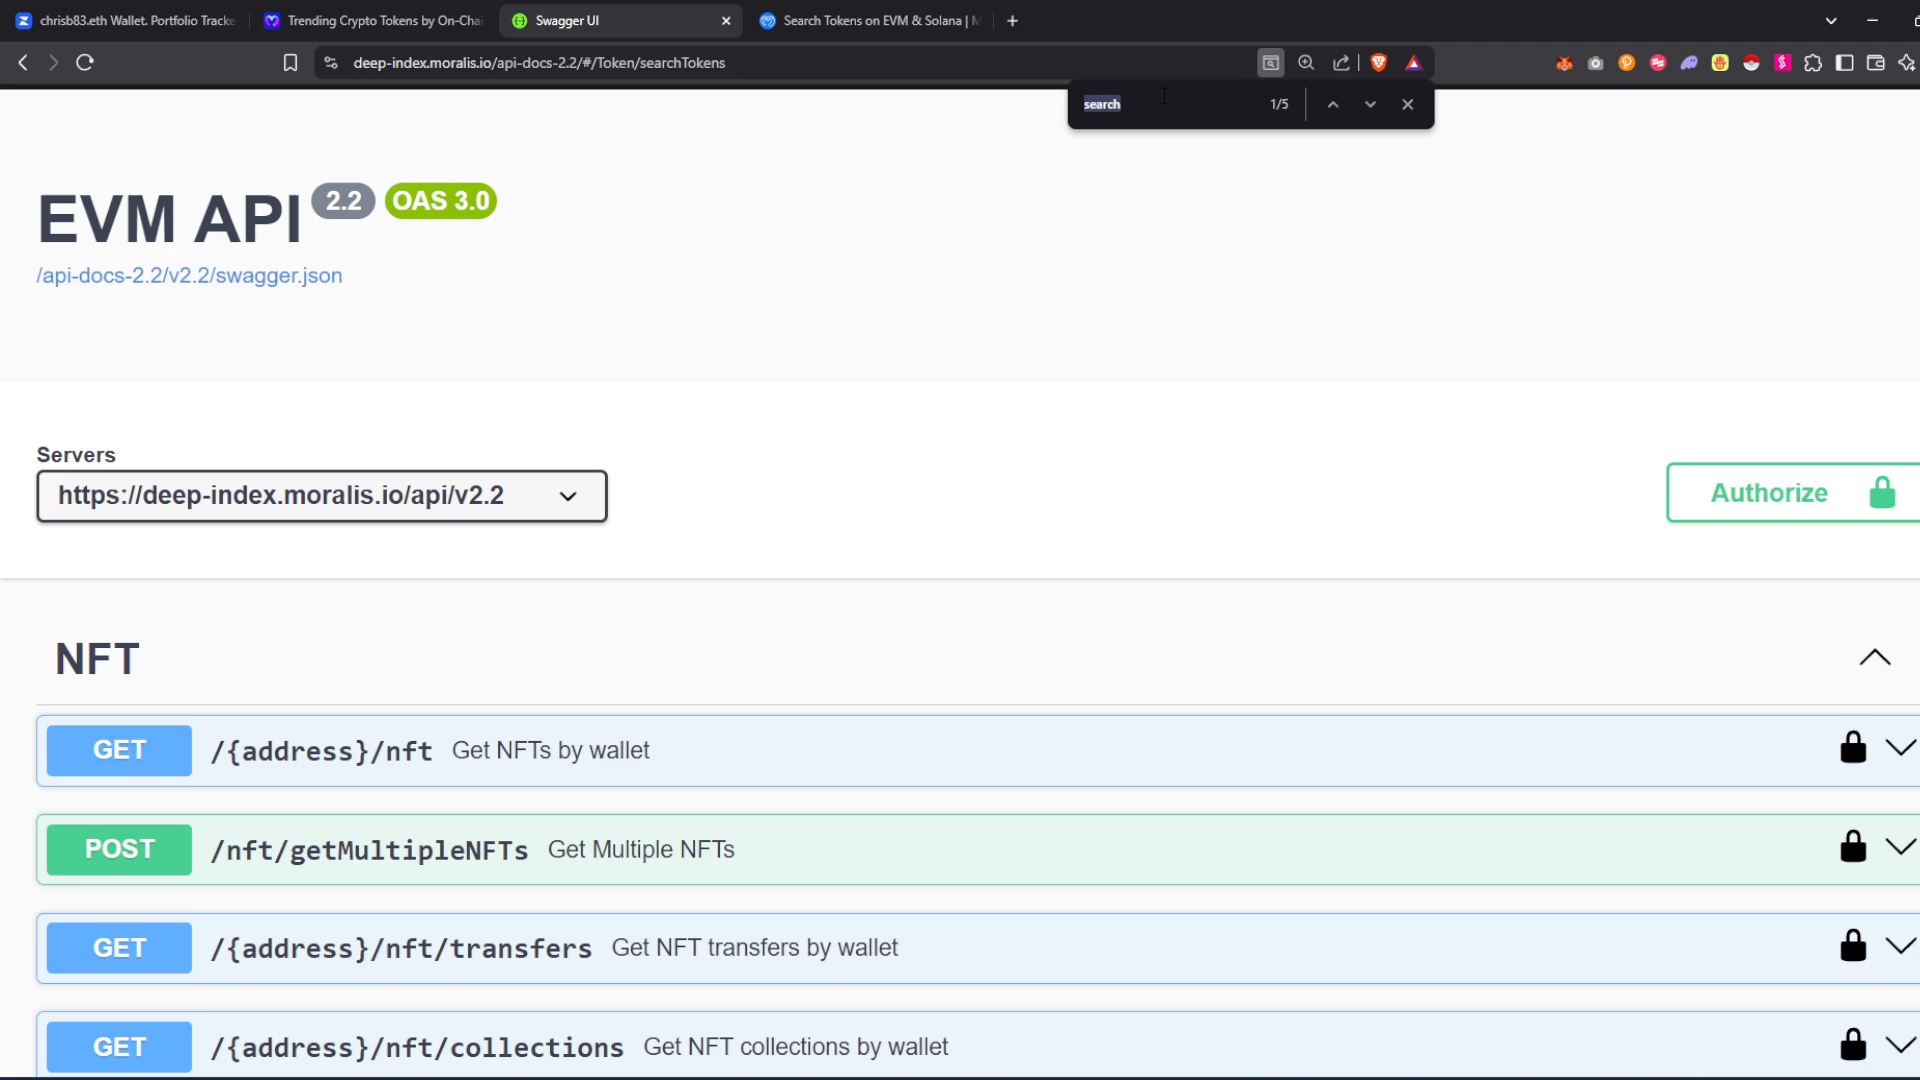 chrisb83.eth Wallet. Portfolio Tracke
Trending Crypto Tokens by On-Chai
Swagger UI
Search Tokens on EVM & Solana | M
deep-index.moralis.io/api-docs-2.2/#/Token/searchTokens
search
1/5
EVM API
2.2
OAS 3.0
/api-docs-2.2/v2.2/swagger.json
Servers
https://deep-index.moralis.io/api/v2.2
Authorize
NFT
GET /{address}/nft Get NFTs by wallet
POST /nft/getMultipleNFTs Get Multiple NFTs
GET /{address}/nft/transfers Get NFT transfers by wallet
GET /{address}/nft/collections Get NFT collections by wallet